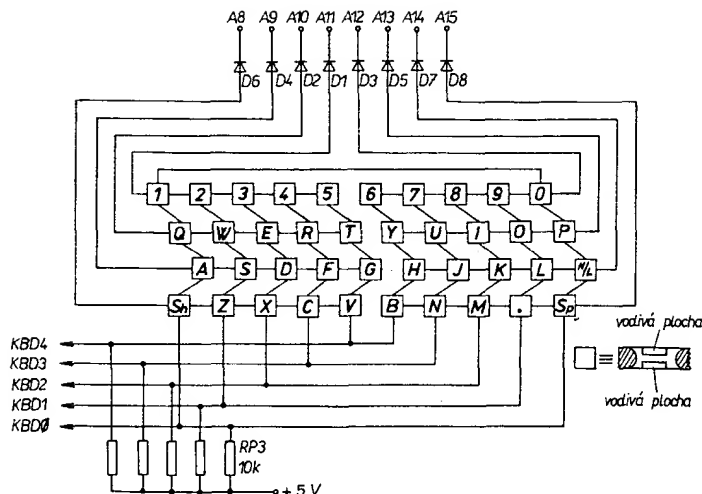 A8 A9 A10 A11 A12 A13 A14 A15
D6 D4 D2 D1 D3 D5 D7 D8
1 2 3 4 5 6 7 8 9 0
Q W E R T Y U I O P
A S D F G H J K L N/L
Sh Z X C V B N M . Sp
vodivá plocha
KBD4
KBD3
KBD2
vodivá plocha
KBD1
KBD0
RP3
10k
+5V